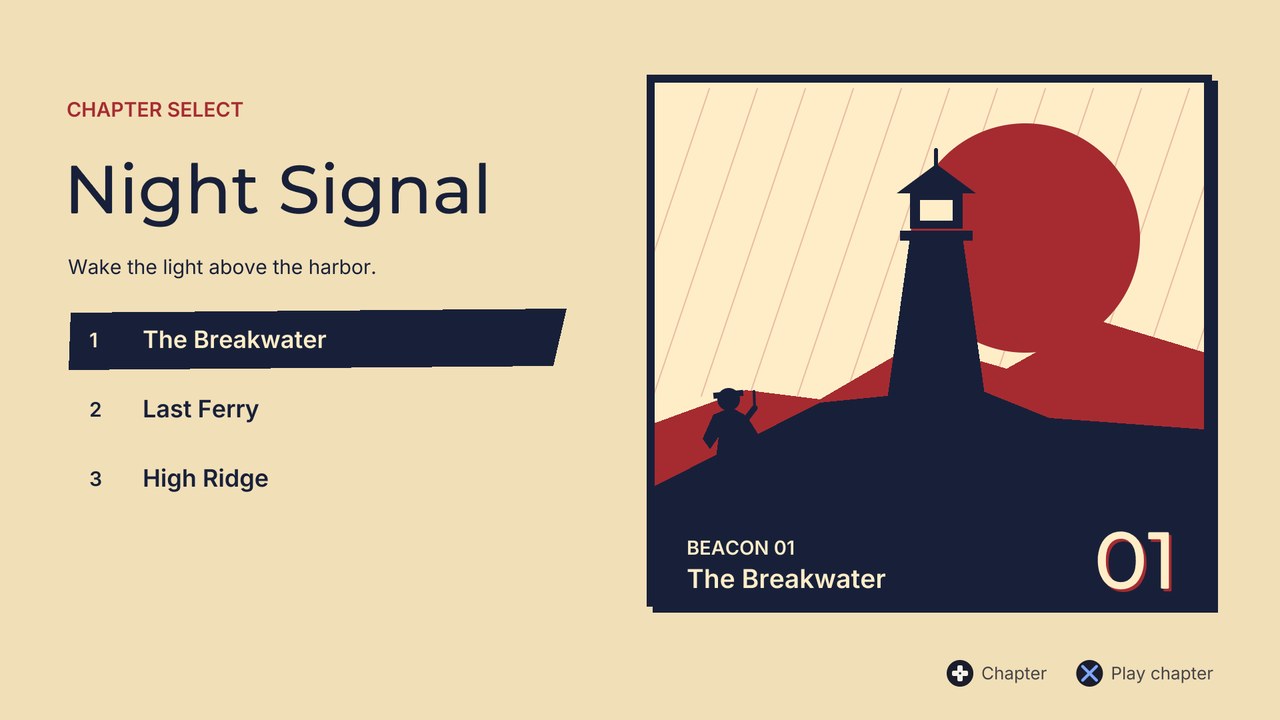 CHAPTER SELECT
Night Signal
Wake the light above the harbor.
1 The Breakwater
2 Last Ferry
3 High Ridge
BEACON 01
The Breakwater
01
Chapter
Play chapter